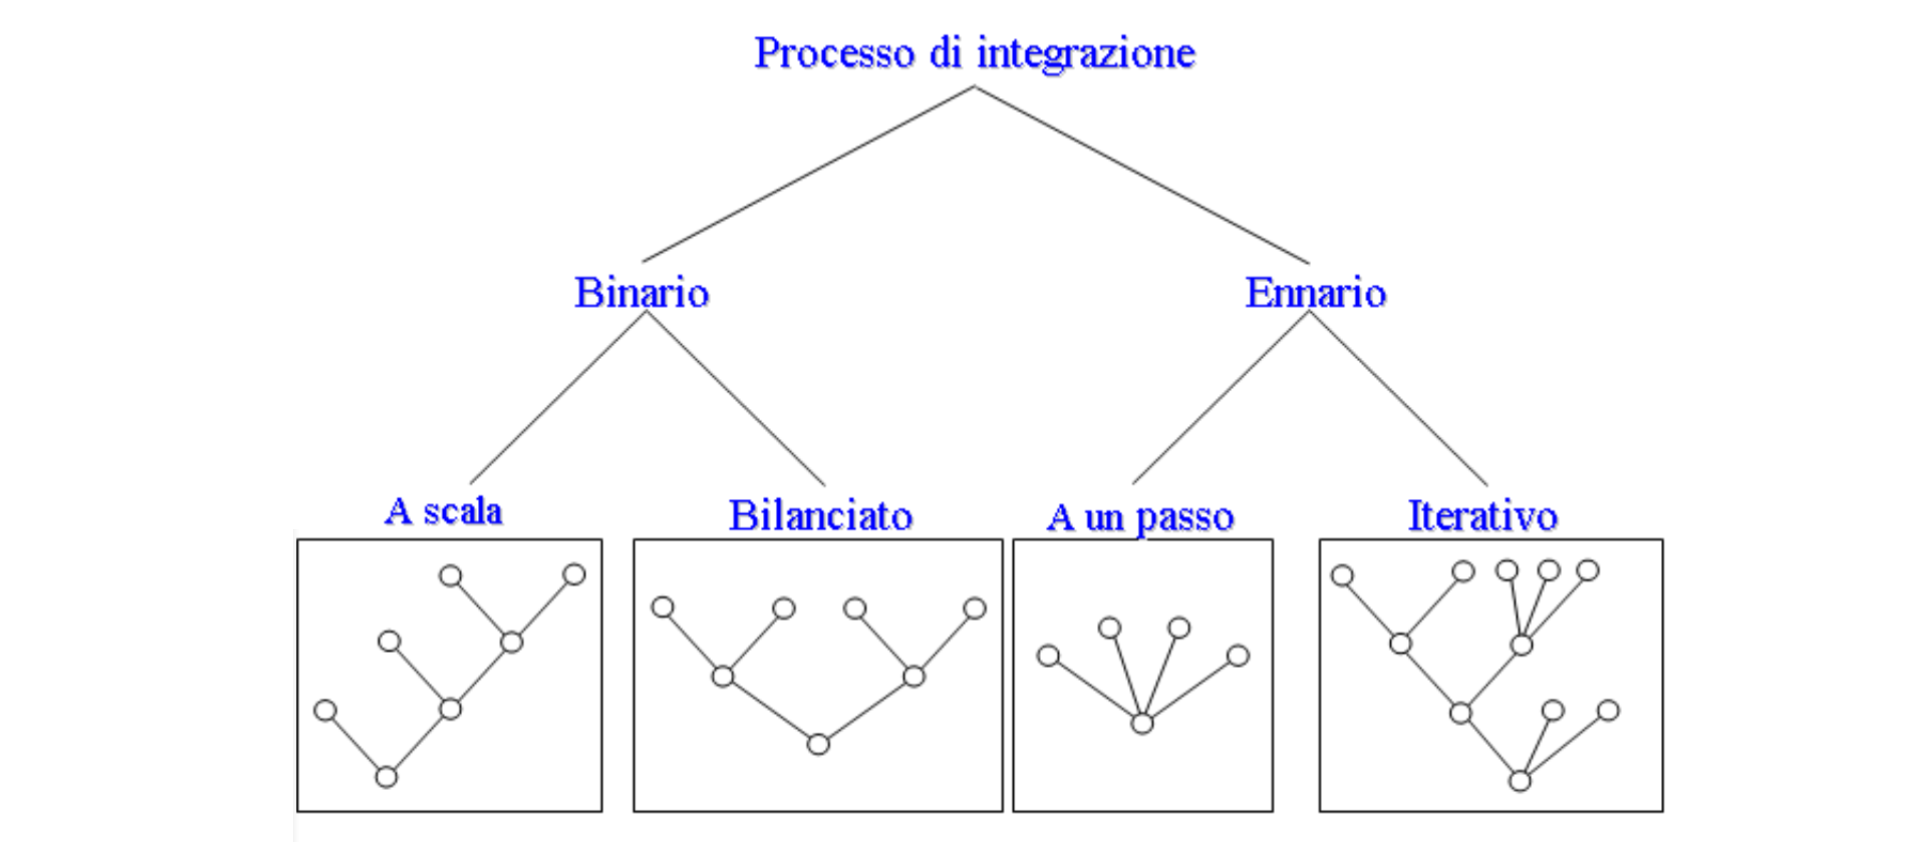 Processo di integrazione
Binario
Ennario
A scala
Bilanciato
A un passo
Iterativo